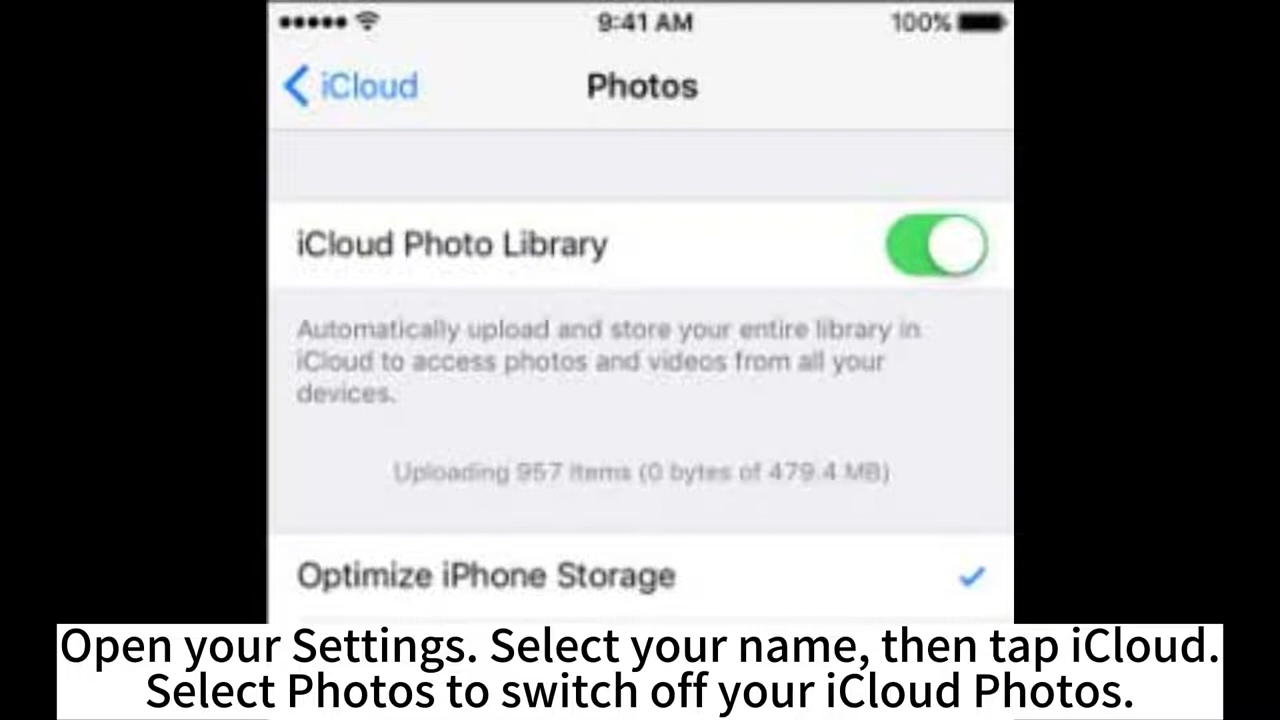 9:41 AM
100%
iCloud
Photos
iCloud Photo Library
Automatically upload and store your entire library in
iCloud to access photos and videos from all your
devices.
Uploading 957 items (0 bytes of 479.4 MB)
Optimize iPhone Storage
Open your Settings. Select your name, then tap iCloud.
Select Photos to switch off your iCloud Photos.